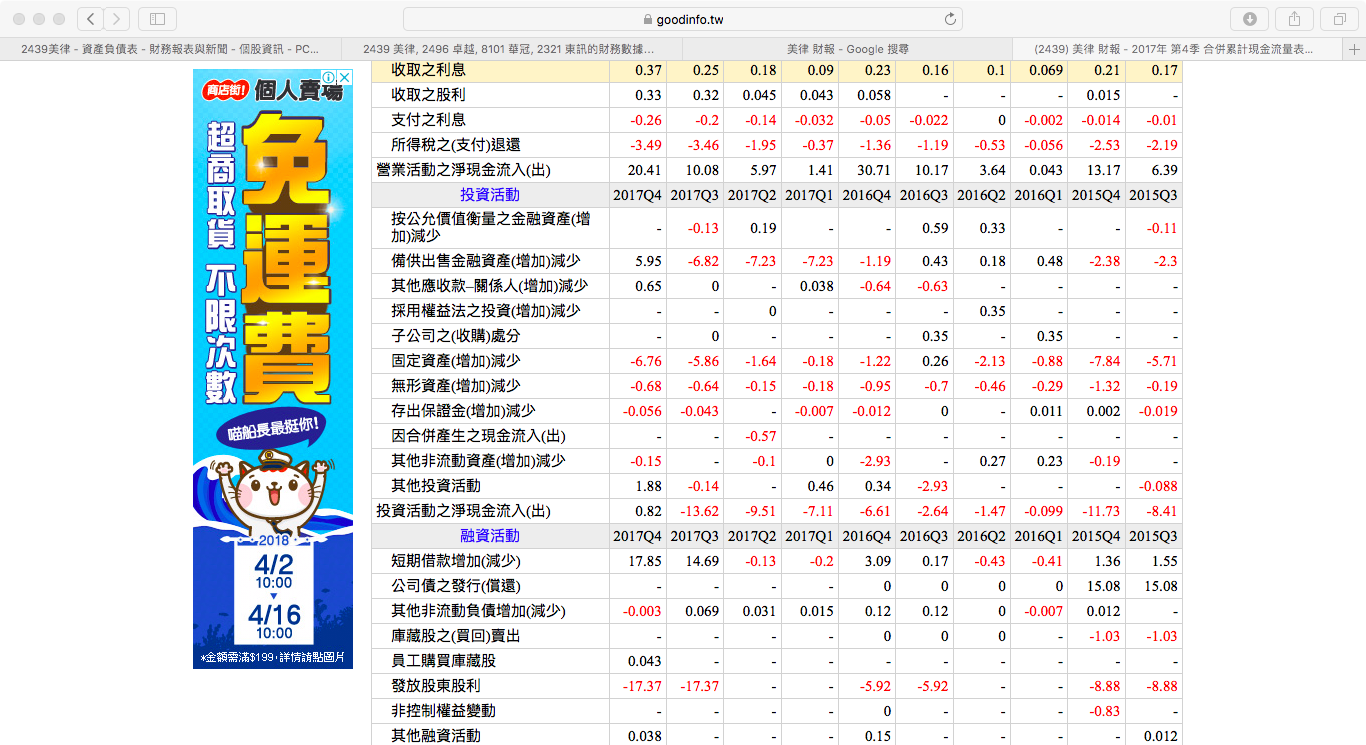 goodinfo.tw
2439美律 - 資產負債表 - 財務報表與新聞 - 個股資訊 - PC...
2439 美律, 2496 卓越, 8101 華冠, 2321 東訊的財務數據...
美律 財報 - Google 搜尋
(2439) 美律 財報 - 2017年 第4季 合併累計現金流量表...
商店街! 個人賣場
超商取貨 不限次數
免運費
喵船長最挺你!
2018
4/2
10:00
4/16
10:00
*金額需滿$199,詳情請點圖片
收取之利息 0.37 0.25 0.18 0.09 0.23 0.16 0.1 0.069 0.21 0.17
收取之股利 0.33 0.32 0.045 0.043 0.058 - - - 0.015 -
支付之利息 -0.26 -0.2 -0.14 -0.032 -0.05 -0.022 0 -0.002 -0.014 -0.01
所得稅之(支付)退還 -3.49 -3.46 -1.95 -0.37 -1.36 -1.19 -0.53 -0.056 -2.53 -2.19
營業活動之淨現金流入(出) 20.41 10.08 5.97 1.41 30.71 10.17 3.64 0.043 13.17 6.39
投資活動 2017Q4 2017Q3 2017Q2 2017Q1 2016Q4 2016Q3 2016Q2 2016Q1 2015Q4 2015Q3
按公允價值衡量之金融資產(增
加)減少 - -0.13 0.19 - - 0.59 0.33 - - -0.11
備供出售金融資產(增加)減少 5.95 -6.82 -7.23 -7.23 -1.19 0.43 0.18 0.48 -2.38 -2.3
其他應收款–關係人(增加)減少 0.65 0 - 0.038 -0.64 -0.63 - - - -
採用權益法之投資(增加)減少 - - 0 - - - 0.35 - - -
子公司之(收購)處分 - 0 - - - 0.35 - 0.35 - -
固定資產(增加)減少 -6.76 -5.86 -1.64 -0.18 -1.22 0.26 -2.13 -0.88 -7.84 -5.71
無形資產(增加)減少 -0.68 -0.64 -0.15 -0.18 -0.95 -0.7 -0.46 -0.29 -1.32 -0.19
存出保證金(增加)減少 -0.056 -0.043 - -0.007 -0.012 0 - 0.011 0.002 -0.019
因合併產生之現金流入(出) - - -0.57 - - - - - - -
其他非流動資產(增加)減少 -0.15 - -0.1 0 -2.93 - 0.27 0.23 -0.19 -
其他投資活動 1.88 -0.14 - 0.46 0.34 -2.93 - - - -0.088
投資活動之淨現金流入(出) 0.82 -13.62 -9.51 -7.11 -6.61 -2.64 -1.47 -0.099 -11.73 -8.41
融資活動 2017Q4 2017Q3 2017Q2 2017Q1 2016Q4 2016Q3 2016Q2 2016Q1 2015Q4 2015Q3
短期借款增加(減少) 17.85 14.69 -0.13 -0.2 3.09 0.17 -0.43 -0.41 1.36 1.55
公司債之發行(償還) - - - - 0 0 0 0 15.08 15.08
其他非流動負債增加(減少) -0.003 0.069 0.031 0.015 0.12 0.12 0 -0.007 0.012 -
庫藏股之(買回)賣出 - - - - 0 0 0 - -1.03 -1.03
員工購買庫藏股 0.043 - - - - - - - - -
發放股東股利 -17.37 -17.37 - - -5.92 -5.92 - - -8.88 -8.88
非控制權益變動 - - - - 0 - - - -0.83 -
其他融資活動 0.038 - - - 0.15 - - - - 0.012